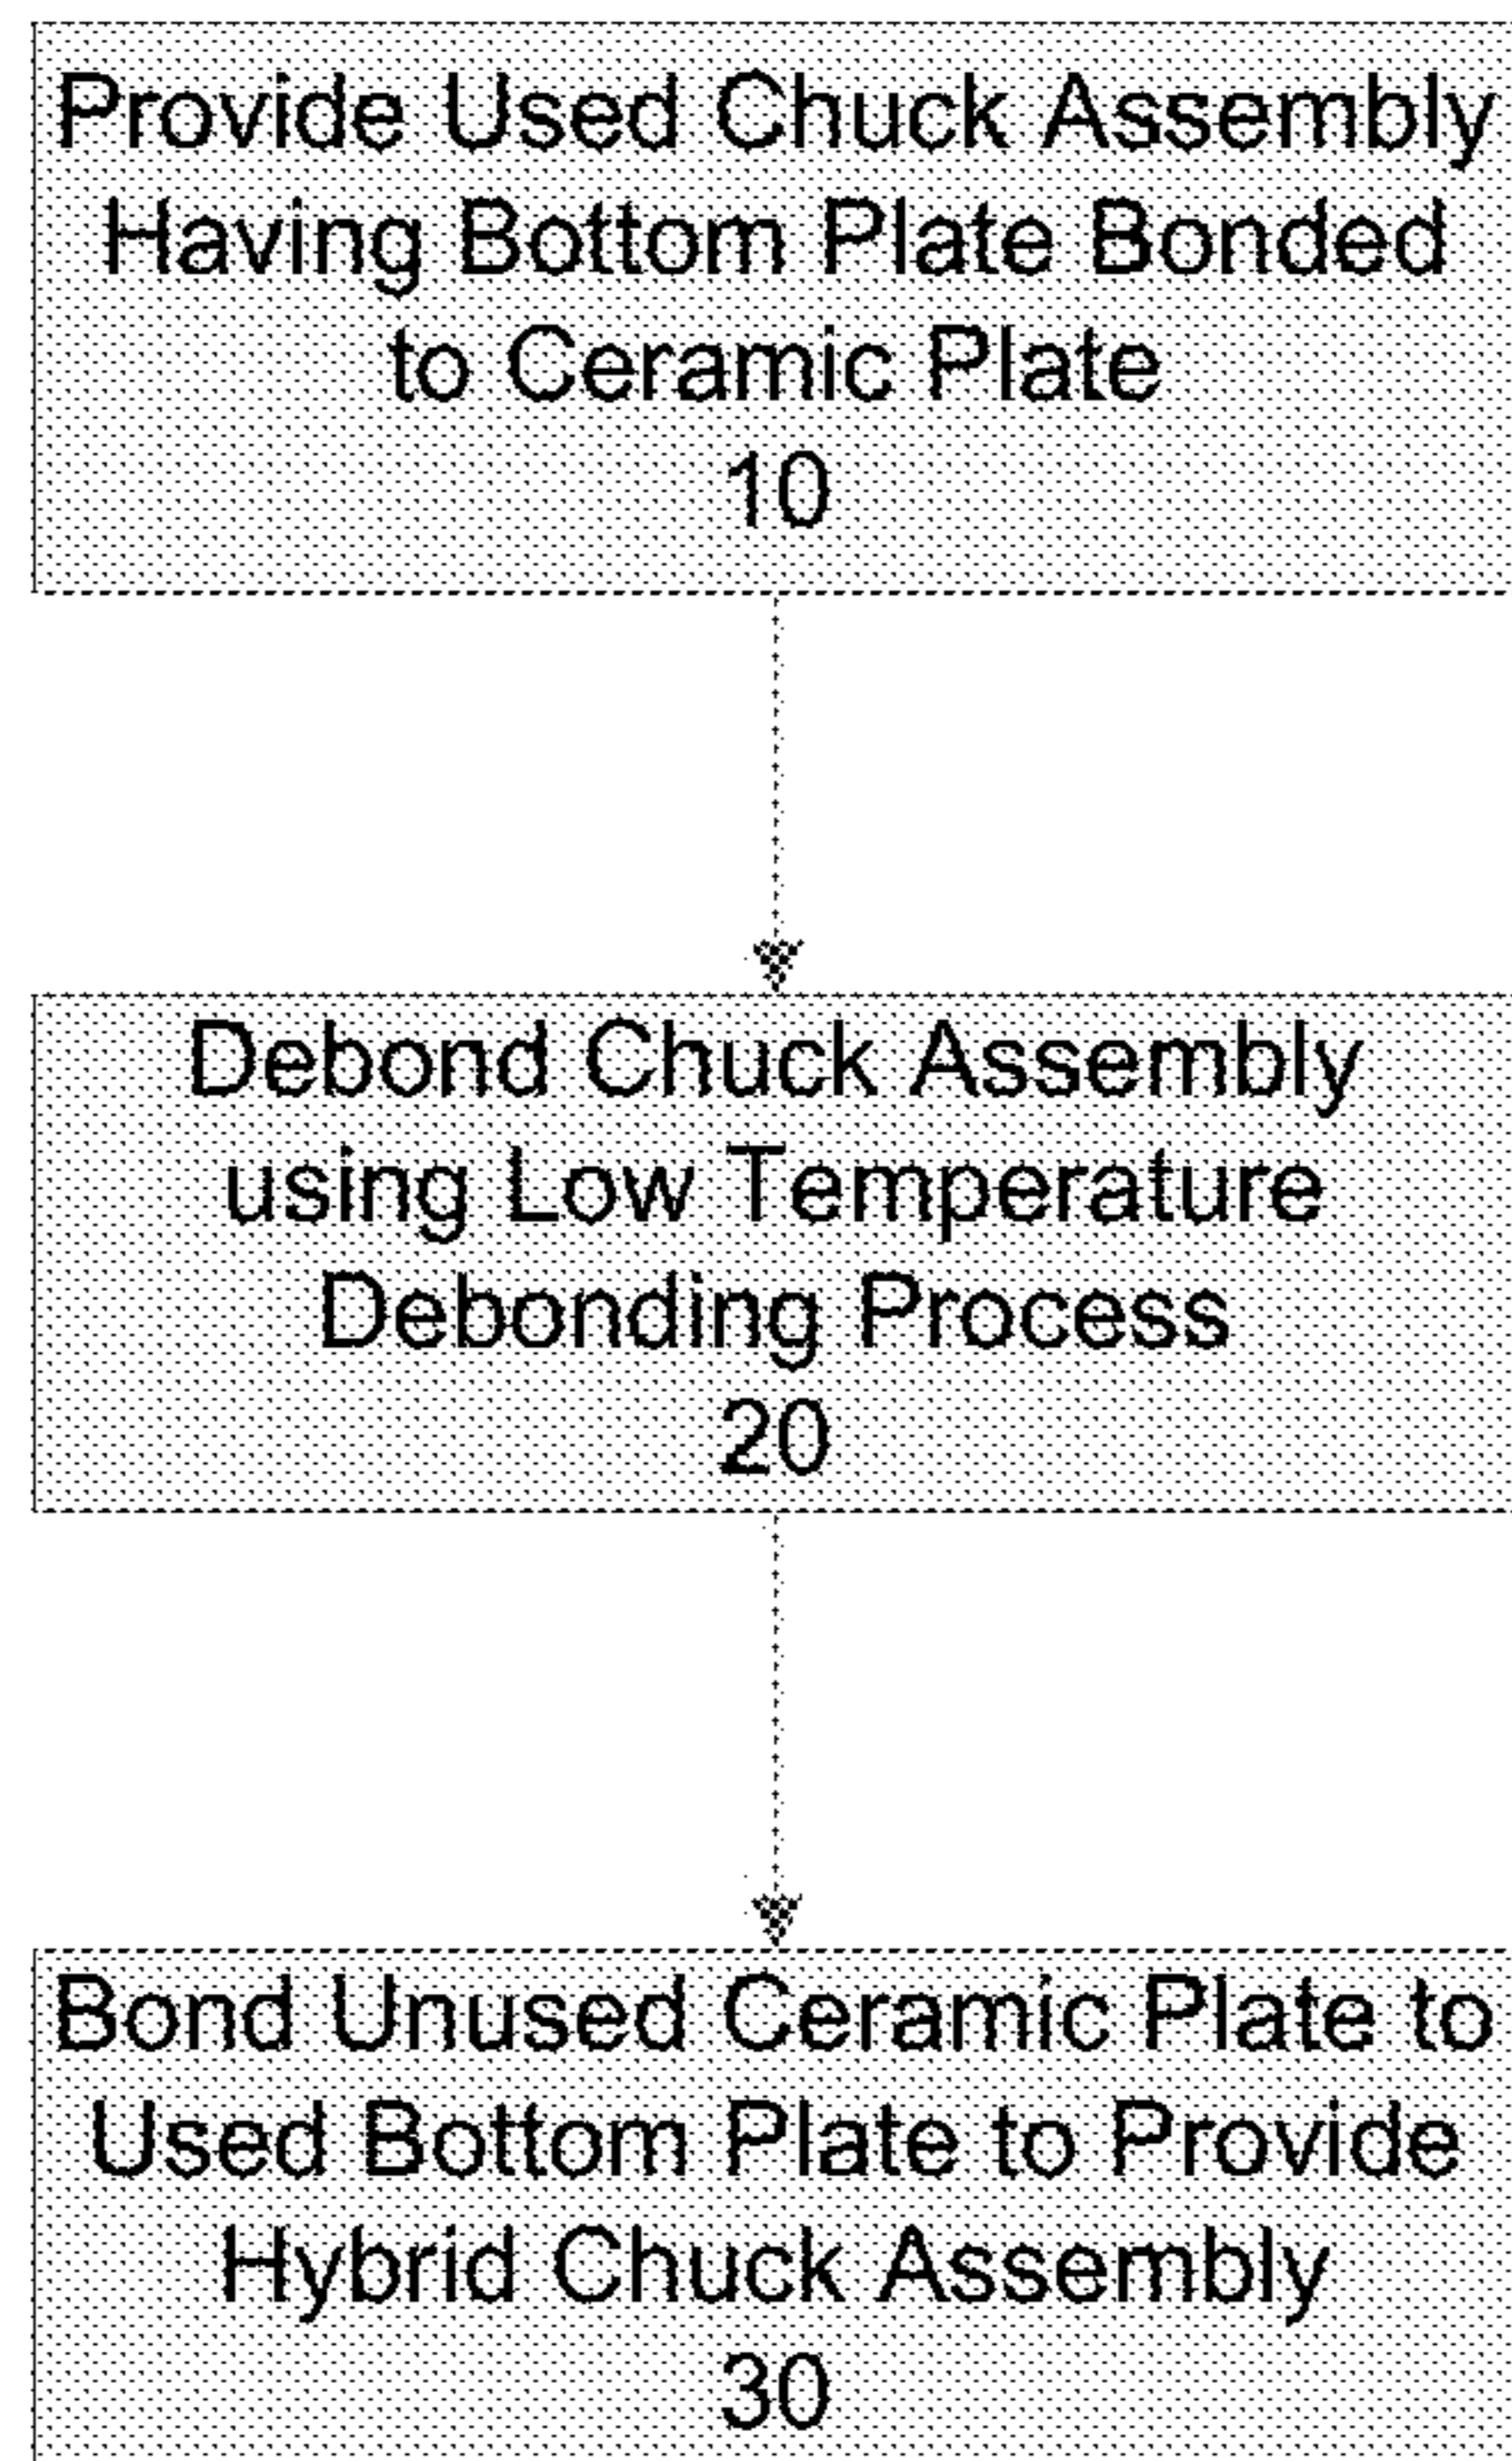 Provide Used Chuck Assembly
Having Bottom Plate Bonded
to Ceramic Plate
10
Debond Chuck Assembly
using Low Temperature
Debonding Process
20
Bond Unused Ceramic Plate to
Used Bottom Plate to Provide
Hybrid Chuck Assembly
30